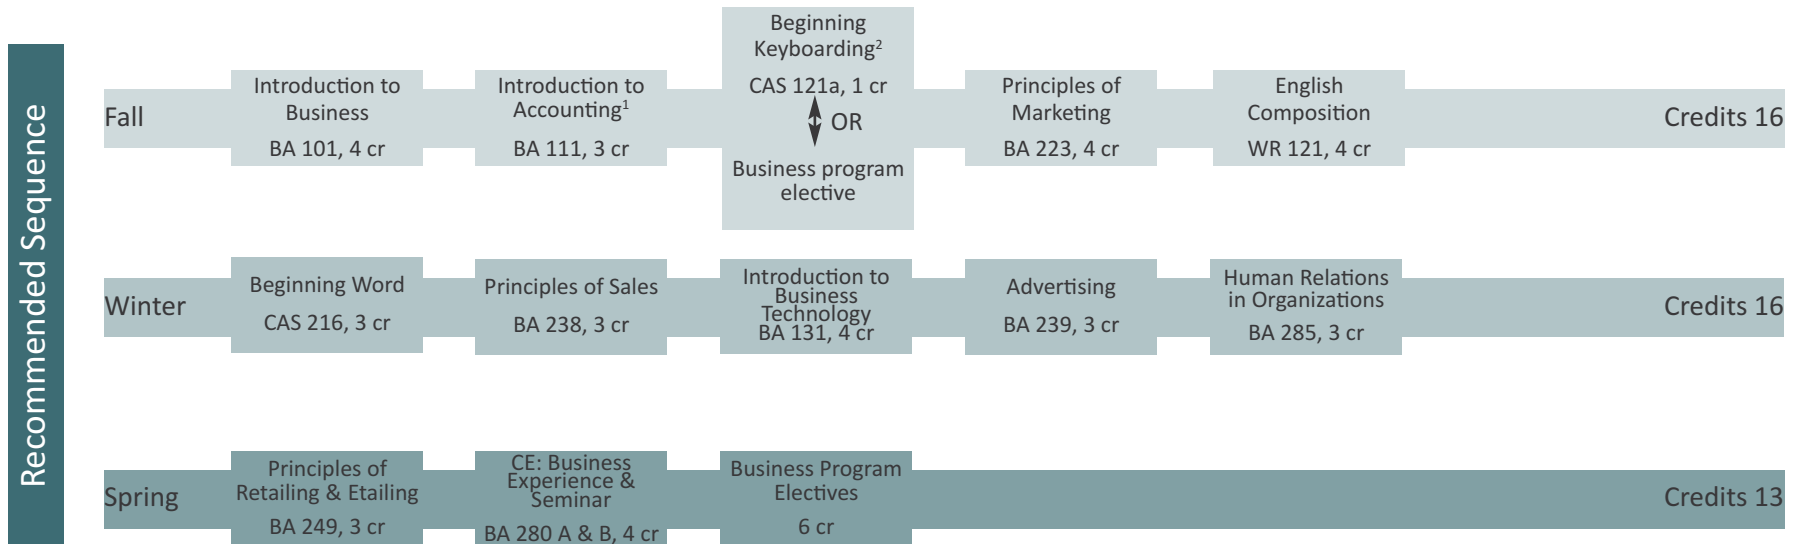 Recommended Sequence
Fall
Introduction to
Business
BA 101, 4 cr
Introduction to
Accounting¹
BA 111, 3 cr
Beginning
Keyboarding²
CAS 121a, 1 cr
OR
Business program
elective
Principles of
Marketing
BA 223, 4 cr
English
Composition
WR 121, 4 cr
Credits 16
Winter
Beginning Word
CAS 216, 3 cr
Principles of Sales
BA 238, 3 cr
Introduction to
Business
Technology
BA 131, 4 cr
Advertising
BA 239, 3 cr
Human Relations
in Organizations
BA 285, 3 cr
Credits 16
Spring
Principles of
Retailing & Etailing
BA 249, 3 cr
CE: Business
Experience &
Seminar
BA 280 A & B, 4 cr
Business Program
Electives
6 cr
Credits 13